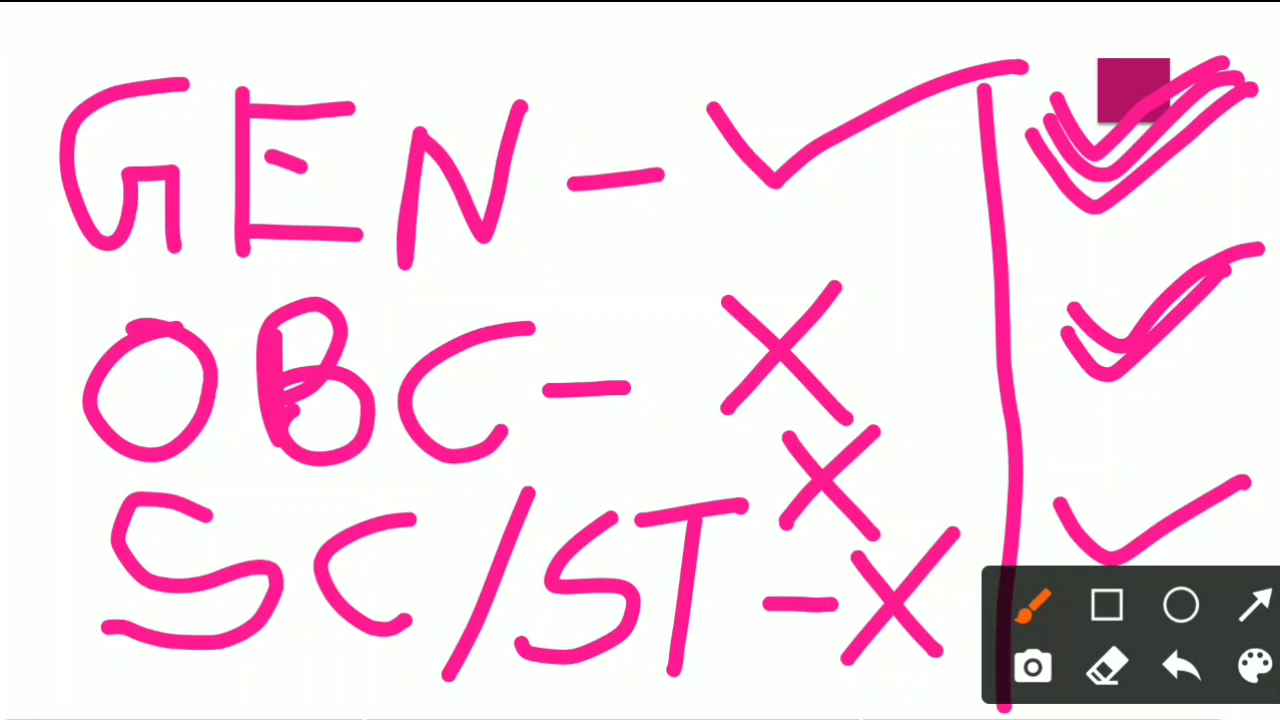 GEN - ✓
OBC - X
X
SC/ST - X